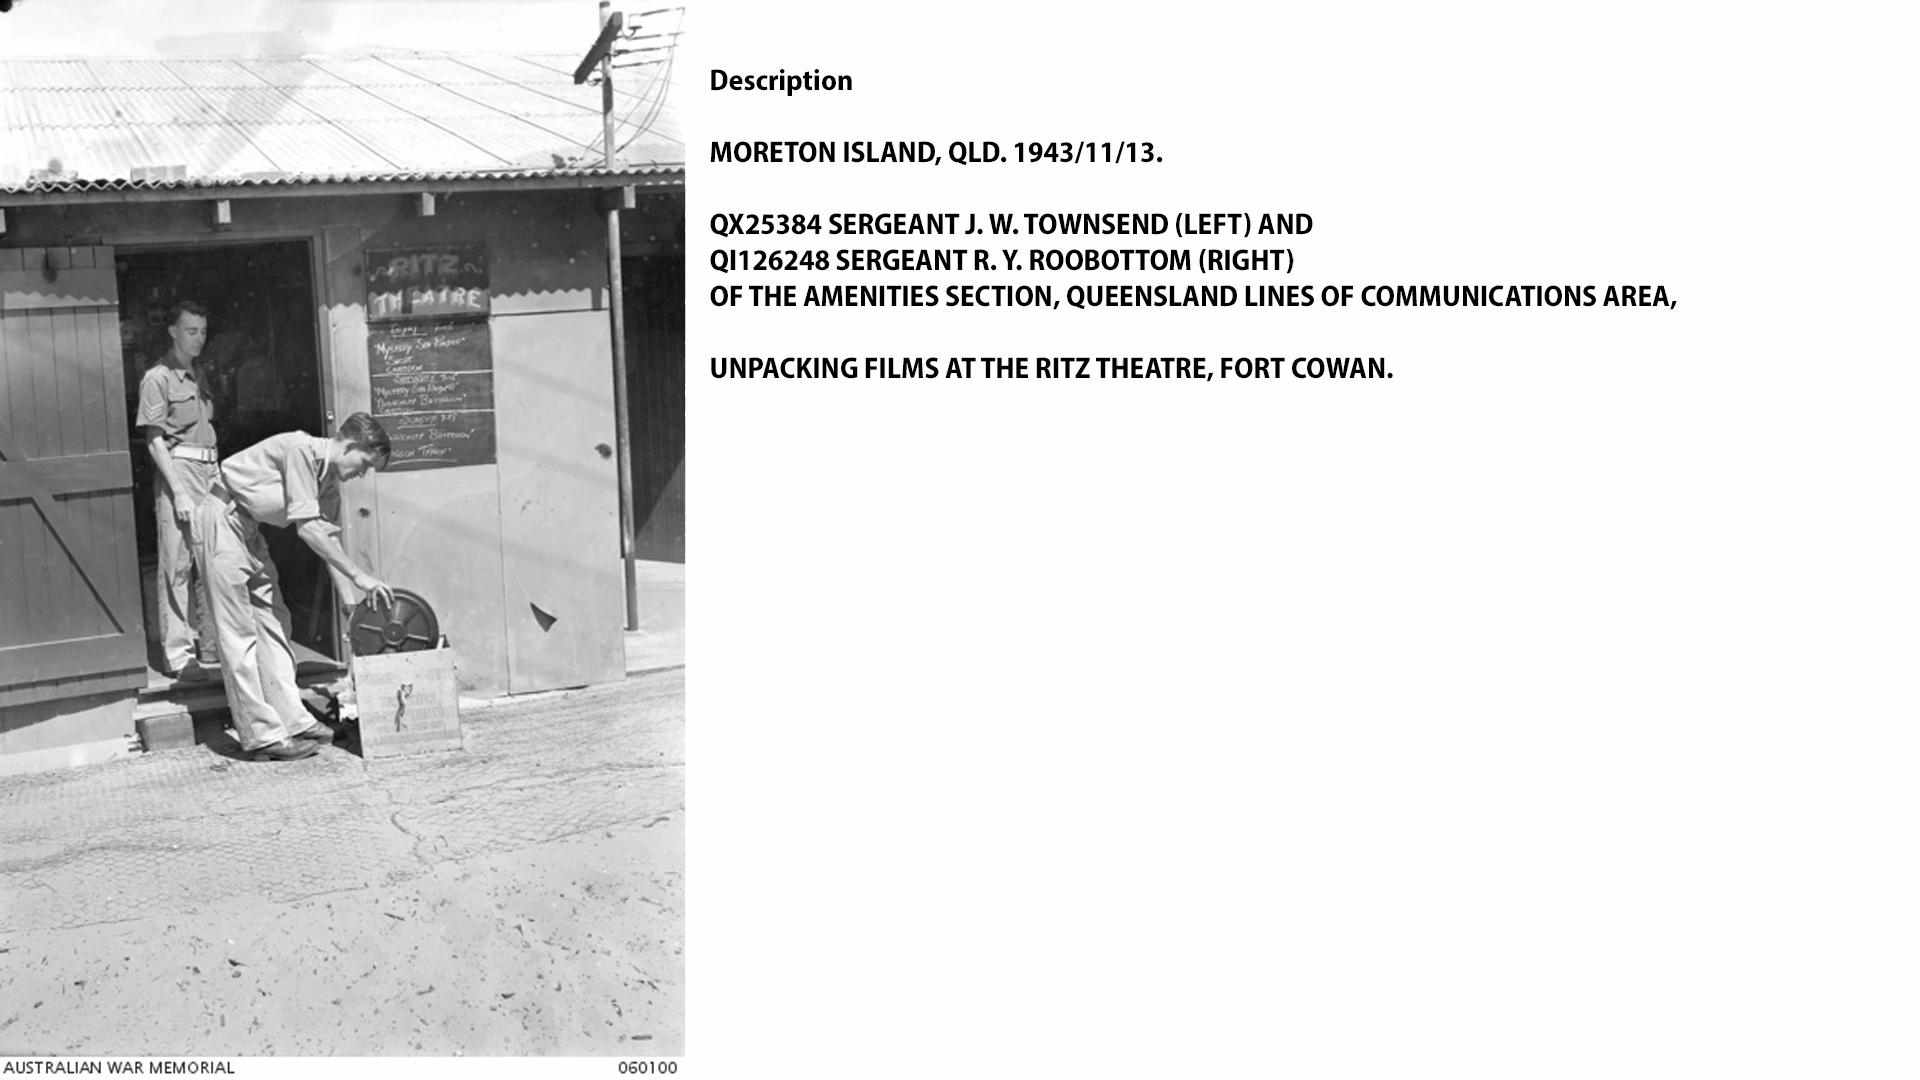 Description
MORETON ISLAND, QLD. 1943/11/13.
QX25384 SERGEANT J. W. TOWNSEND (LEFT) AND
QI126248 SERGEANT R. Y. ROOBOTTOM (RIGHT)
OF THE AMENITIES SECTION, QUEENSLAND LINES OF COMMUNICATIONS AREA,
UNPACKING FILMS AT THE RITZ THEATRE, FORT COWAN.
RITZ
THEATRE
AUSTRALIAN WAR MEMORIAL 060100